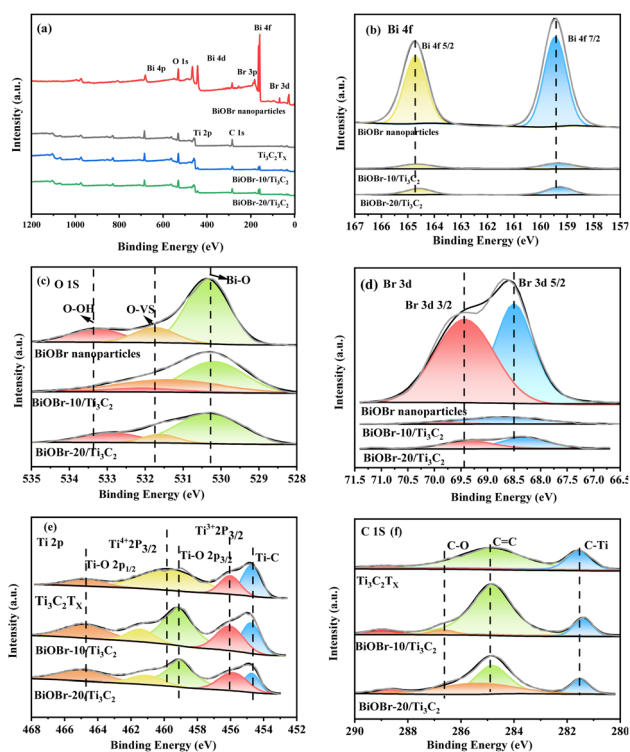 (a)
Bi 4f
Bi 4p
O 1s
Bi 4d
Br 3p
Br 3d
BiOBr nanoparticles
Ti 2p
C 1s
Ti₃C₂Tₓ
BiOBr-10/Ti₃C₂
BiOBr-20/Ti₃C₂
Intensity (a.u.)
1200 1000 800 600 400 200 0
Binding Energy (eV)
(b)
Bi 4f
Bi 4f 5/2
Bi 4f 7/2
BiOBr nanoparticles
BiOBr-10/Ti₃C₂
BiOBr-20/Ti₃C₂
Intensity (a.u.)
167 166 165 164 163 162 161 160 159 158 157
Binding Energy (eV)
(c)
O 1S
O-OH
O-VS
Bi-O
BiOBr nanoparticles
BiOBr-10/Ti₃C₂
BiOBr-20/Ti₃C₂
Intensity (a.u.)
535 534 533 532 531 530 529 528
Binding Energy (eV)
(d)
Br 3d
Br 3d 3/2
Br 3d 5/2
BiOBr nanoparticles
BiOBr-10/Ti₃C₂
BiOBr-20/Ti₃C₂
Intensity (a.u.)
71.5 71.0 70.5 70.0 69.5 69.0 68.5 68.0 67.5 67.0 66.5
Binding Energy (eV)
(e)
Ti 2p
Ti⁴⁺2P₃/₂
Ti³⁺2P₃/₂
Ti-O 2p₁/₂
Ti-O 2p₃/₂
Ti-C
Ti₃C₂Tₓ
BiOBr-10/Ti₃C₂
BiOBr-20/Ti₃C₂
Intensity (a.u.)
468 466 464 462 460 458 456 454 452
Binding Energy (eV)
C 1S (f)
C-O
C=C
C-Ti
Ti₃C₂Tₓ
BiOBr-10/Ti₃C₂
BiOBr-20/Ti₃C₂
Intensity (a.u.)
290 288 286 284 282 280
Binding Energy (eV)